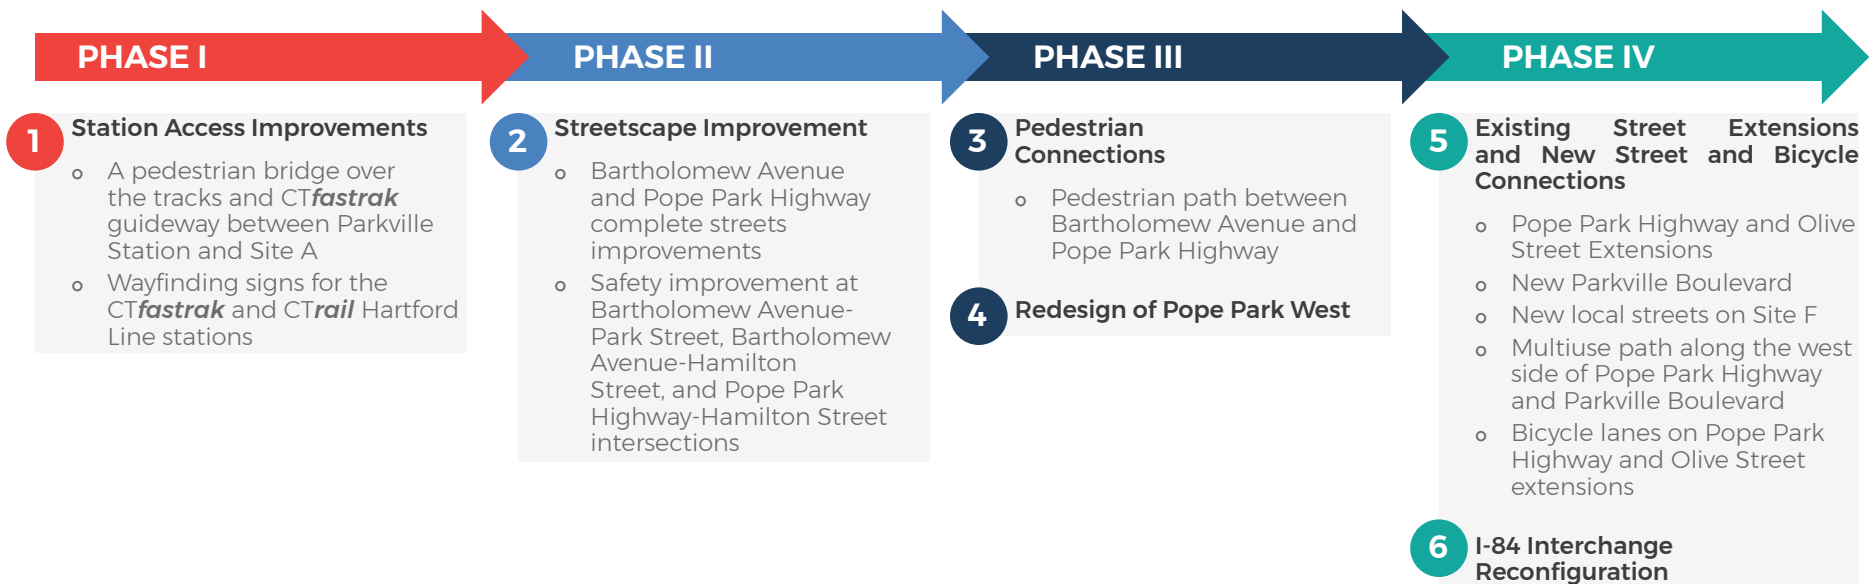 PHASE I
PHASE II
PHASE III
PHASE IV
1
Station Access Improvements
A pedestrian bridge over
the tracks and CTfastrak
guideway between Parkville
Station and Site A
Wayfinding signs for the
CTfastrak and CTrail Hartford
Line stations
2
Streetscape Improvement
Bartholomew Avenue
and Pope Park Highway
complete streets
improvements
Safety improvement at
Bartholomew Avenue-
Park Street, Bartholomew
Avenue-Hamilton
Street, and Pope Park
Highway-Hamilton Street
intersections
3
Pedestrian
Connections
Pedestrian path between
Bartholomew Avenue and
Pope Park Highway
4
Redesign of Pope Park West
5
Existing Street Extensions
and New Street and Bicycle
Connections
Pope Park Highway and Olive
Street Extensions
New Parkville Boulevard
New local streets on Site F
Multiuse path along the west
side of Pope Park Highway
and Parkville Boulevard
Bicycle lanes on Pope Park
Highway and Olive Street
extensions
6
I-84 Interchange
Reconfiguration